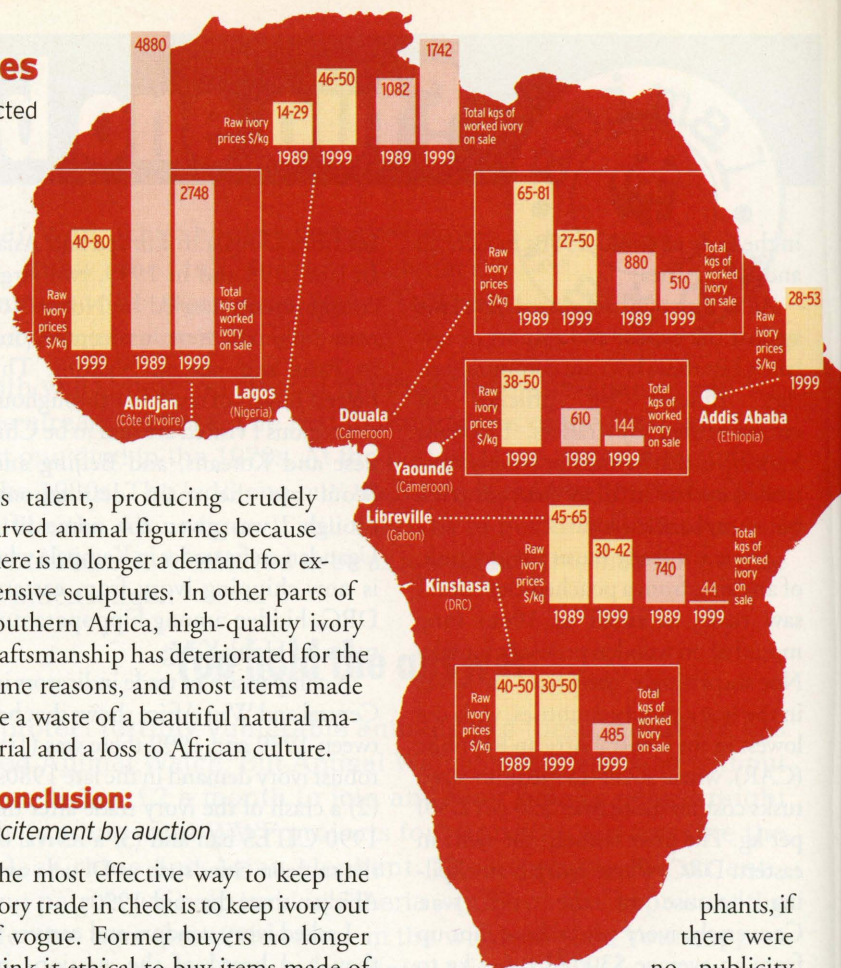 es
cted
4880
2748
40-80
Raw
ivory
prices
$/kg
Total
kgs of
worked
ivory
on sale
1999 1989 1999
Abidjan
(Côte d'Ivoire)
14-29
46-50
1082
1742
Raw ivory
prices $/kg
Total kgs of
worked ivory
on sale
1989 1999 1989 1999
Lagos
(Nigeria)
65-81
27-50
880
510
Raw
ivory
prices
$/kg
Total
kgs of
worked
ivory
on sale
1989 1999 1989 1999
Douala
(Cameroon)
28-53
Raw
ivory
prices
$/kg
1999
Addis Ababa
(Ethiopia)
38-50
610
144
Raw
ivory
prices
$/kg
Total
kgs of
worked
ivory
on sale
1999 1989 1999
Yaoundé
(Cameroon)
45-65
30-42
740
44
Raw
ivory
prices
$/kg
Total
kgs of
worked
ivory
on
sale
1989 1999 1989 1999
Libreville
(Gabon)
Kinshasa
(DRC)
40-50 30-50
485
Raw
ivory
prices
$/kg
Total
kgs of
worked
ivory
on sale
1989 1999 1999
s talent, producing crudely
rved animal figurines because
ere is no longer a demand for ex-
ensive sculptures. In other parts of
outhern Africa, high-quality ivory
aftsmanship has deteriorated for the
me reasons, and most items made
e a waste of a beautiful natural ma-
rial and a loss to African culture.
onclusion:
citement by auction
he most effective way to keep the
ory trade in check is to keep ivory out
f vogue. Former buyers no longer
ink it ethical to buy items made of
phants, if
there were
no publicity